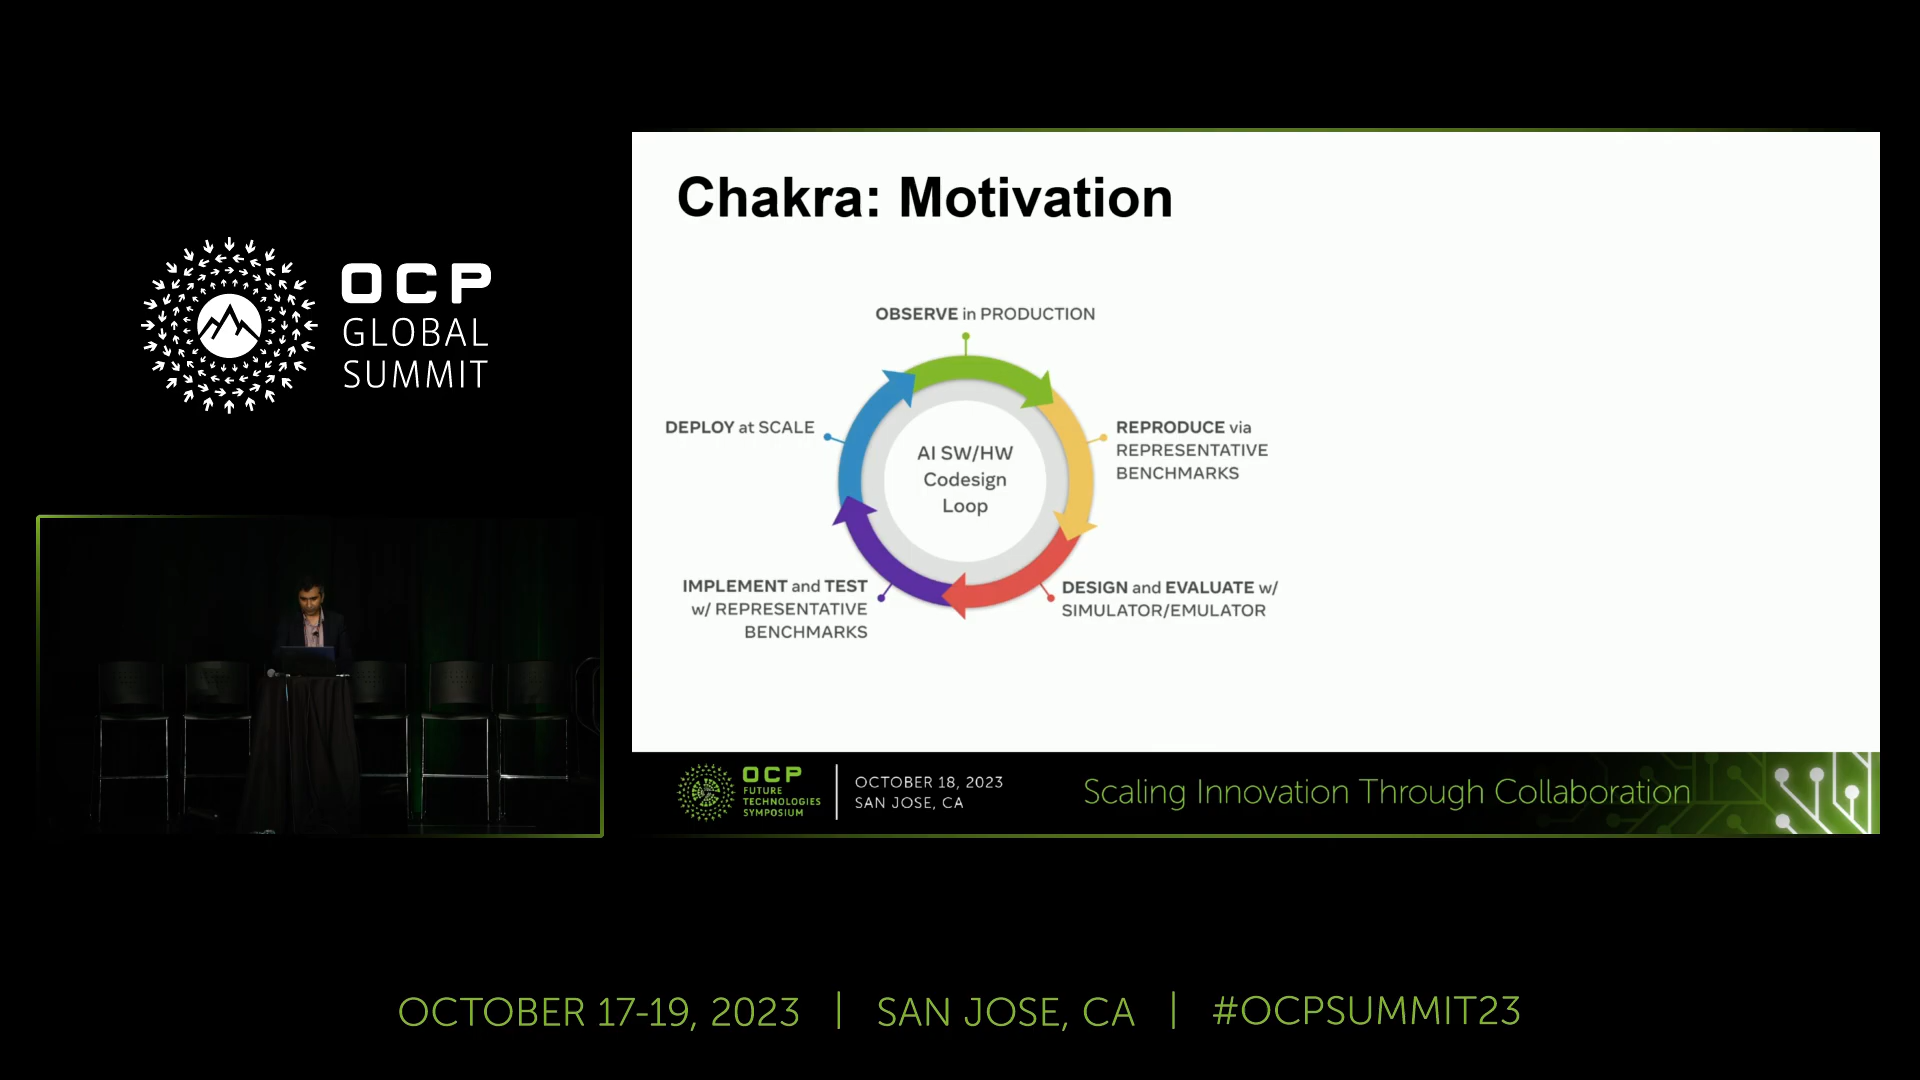 OCP
GLOBAL
SUMMIT
Chakra: Motivation
OBSERVE in PRODUCTION
DEPLOY at SCALE
REPRODUCE via
REPRESENTATIVE
BENCHMARKS
AI SW/HW
Codesign
Loop
IMPLEMENT and TEST
w/ REPRESENTATIVE
BENCHMARKS
DESIGN and EVALUATE w/
SIMULATOR/EMULATOR
OCP
FUTURE
TECHNOLOGIES
SYMPOSIUM
OCTOBER 18, 2023
SAN JOSE, CA
Scaling Innovation Through Collaboration
OCTOBER 17-19, 2023 | SAN JOSE, CA | #OCPSUMMIT23